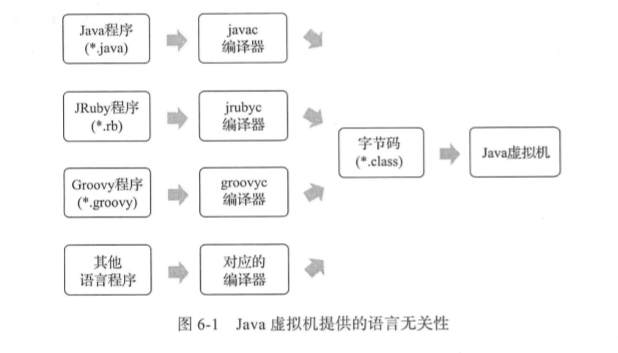 Java程序
(*.java)
javac
编译器
JRuby程序
(*.rb)
jrubyc
编译器
字节码
(*.class)
Java虚拟机
Groovy程序
(*.groovy)
groovyc
编译器
其他
语言程序
对应的
编译器
图 6-1 Java 虚拟机提供的语言无关性